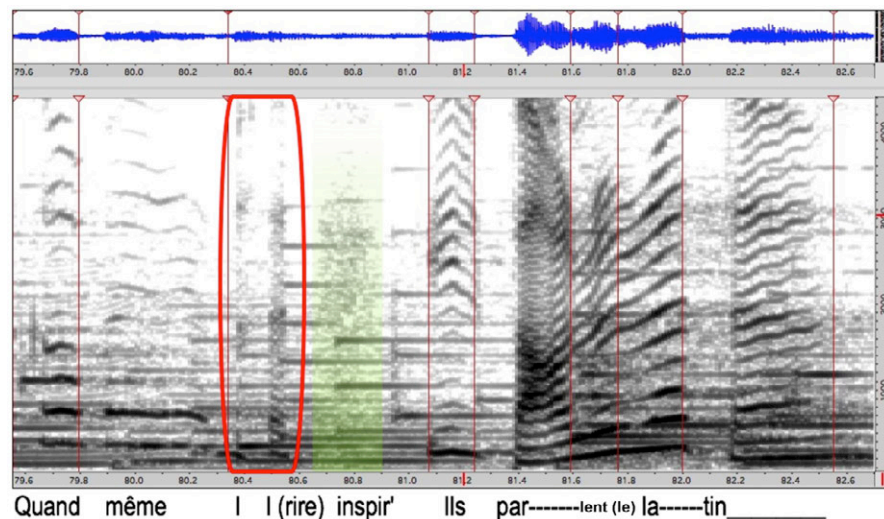 79.6 79.8 80.0 80.2 80.4 80.6 80.8 81.0 81.2 81.4 81.6 81.8 82.0 82.2 82.4 82.6
79.6 79.8 80.0 80.2 80.4 80.6 80.8 81.0 81.2 81.4 81.6 81.8 82.0 82.2 82.4 82.6
Quand même I I (rire) inspir' Ils par-------lent (le) la------tin_________